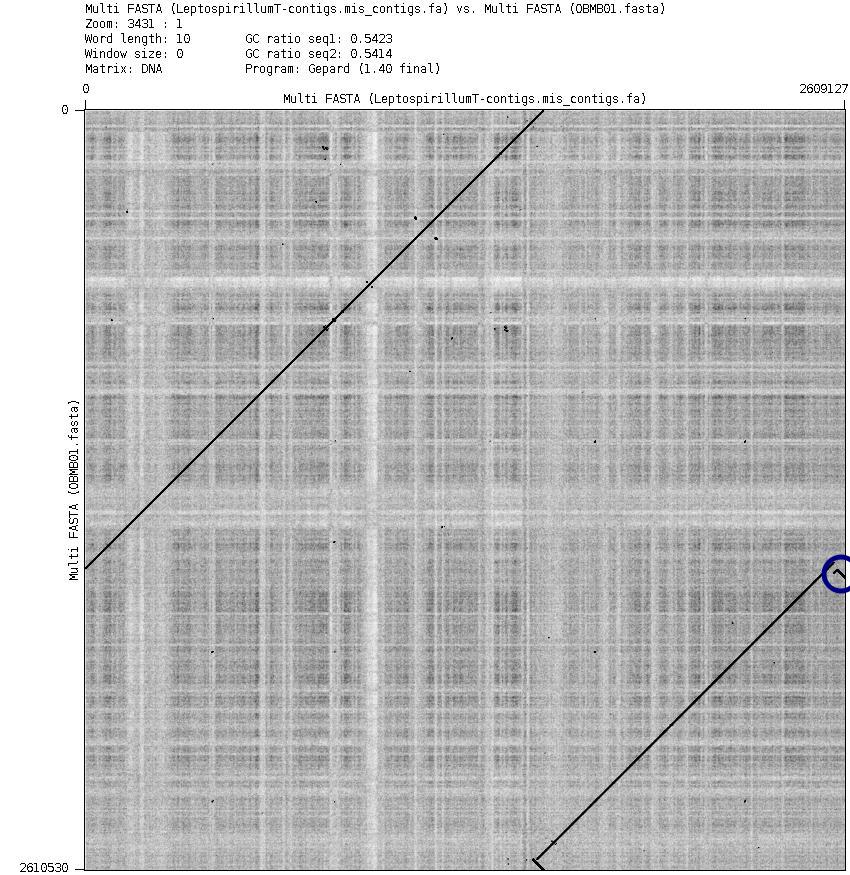 Multi FASTA (LeptospirillumT-contigs.mis_contigs.fa) vs. Multi FASTA (OBMB01.fasta)
Zoom: 3431 : 1
Word length: 10 GC ratio seq1: 0.5423
Window size: 0 GC ratio seq2: 0.5414
Matrix: DNA Program: Gepard (1.40 final)
0 2609127
Multi FASTA (LeptospirillumT-contigs.mis_contigs.fa)
0
Multi FASTA (OBMB01.fasta)
2610530